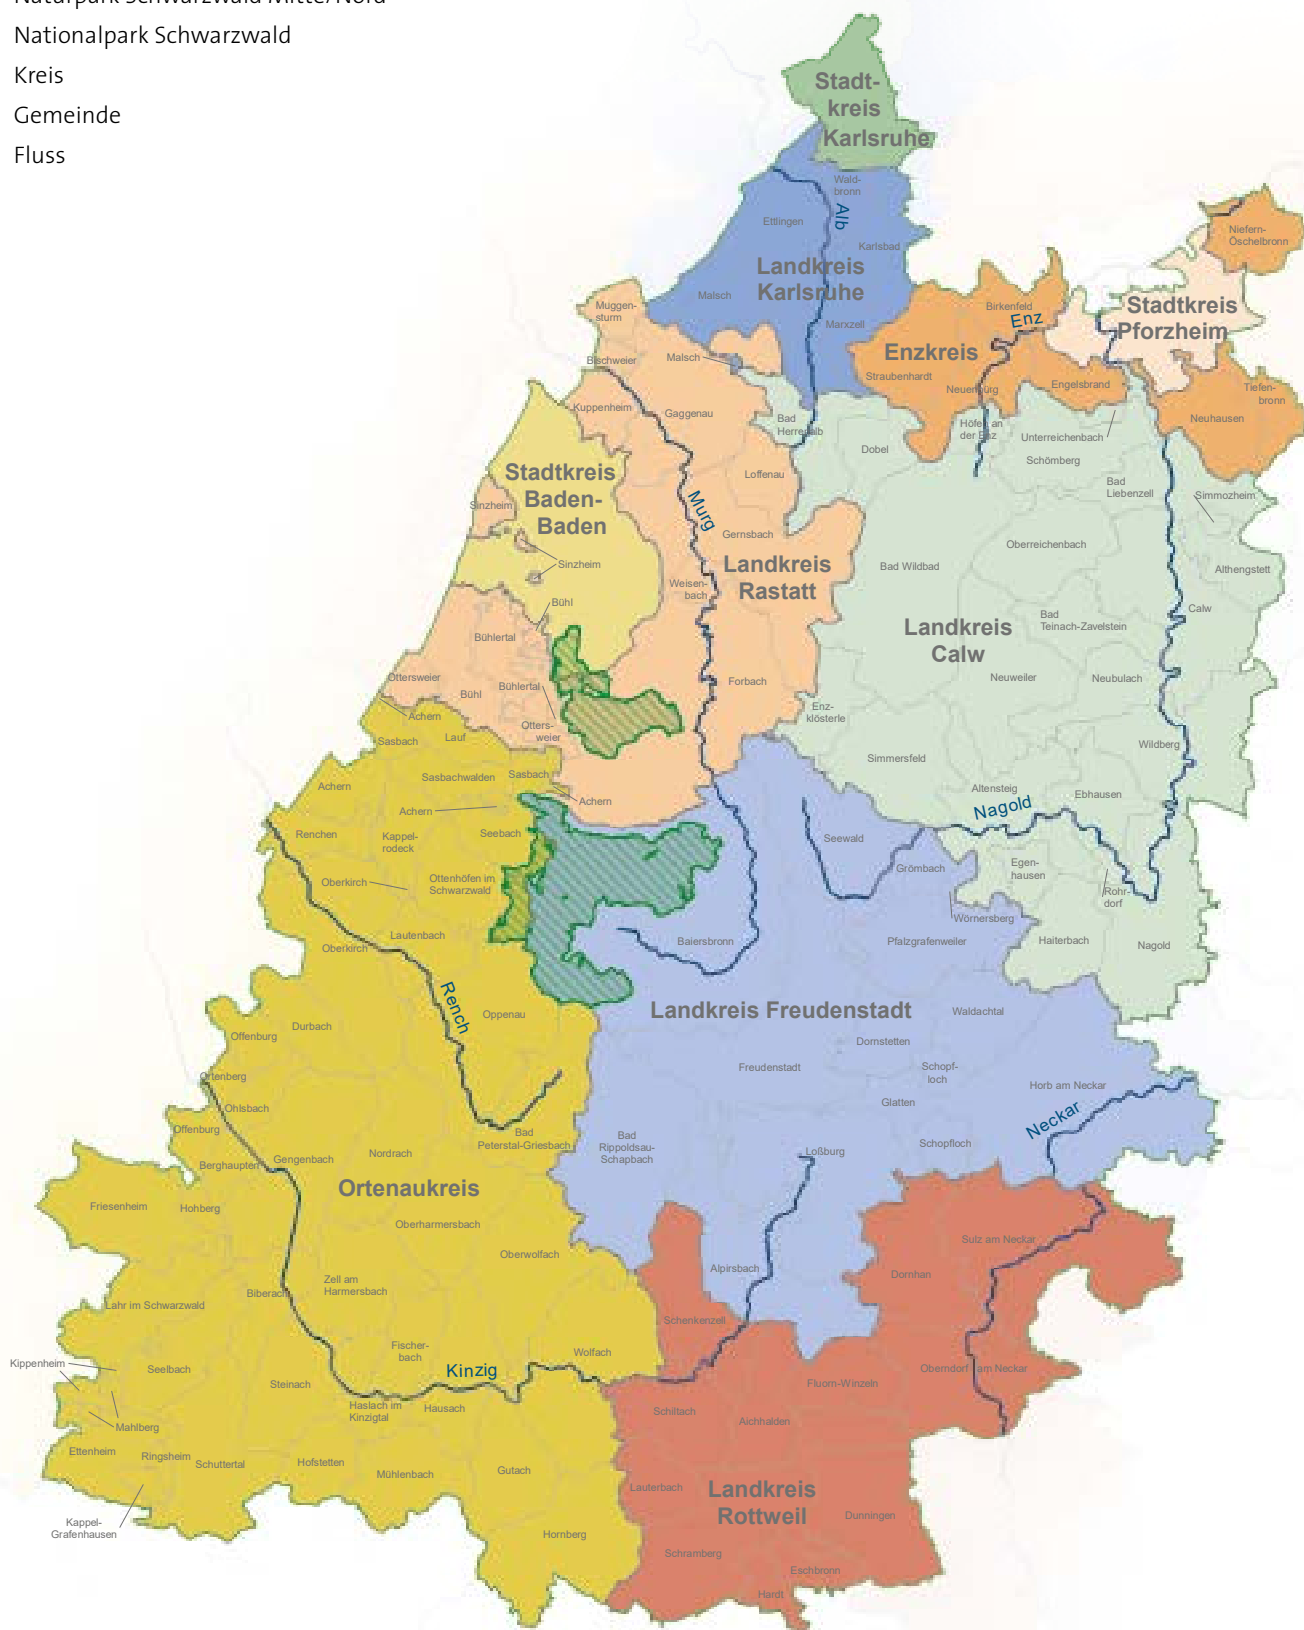 Naturpark Schwarzwald Mitte/Nord
Nationalpark Schwarzwald
Kreis
Gemeinde
Fluss
Stadt-
kreis
Karlsruhe
Wald-
bronn
Alb
Ettlingen
Karlsbad
Landkreis
Karlsruhe
Malsch
Marxzell
Niefern-
Öschelbronn
Birkenfeld
Enz
Stadtkreis
Pforzheim
Enzkreis
Straubenhardt
Neuenbürg
Engelsbrand
Tiefen-
bronn
Neuhausen
Muggen-
sturm
Bischweier
Malsch
Kuppenheim
Gaggenau
Bad
Herrenalb
Dobel
Höfen an
der Enz
Unterreichenbach
Schömberg
Bad
Liebenzell
Simmozheim
Stadtkreis
Baden-
Baden
Loffenau
Sinzheim
Murg
Gernsbach
Sinzheim
Landkreis
Rastatt
Weisen-
bach
Bad Wildbad
Oberreichenbach
Althengstett
Calw
Bühl
Bühlertal
Landkreis
Calw
Bad
Teinach-Zavelstein
Ottersweier
Bühl
Bühlertal
Forbach
Neuweiler
Neubulach
Achern
Otters-
weier
Enz-
klösterle
Sasbach
Lauf
Wildberg
Simmersfeld
Sasbachwalden
Sasbach
Achern
Achern
Achern
Altensteig
Ebhausen
Nagold
Renchen
Kappel-
rodeck
Seebach
Seewald
Grömbach
Egen-
hausen
Oberkirch
Ottenhöfen im
Schwarzwald
Rohr-
dorf
Wörnersberg
Lautenbach
Oberkirch
Baiersbronn
Pfalzgrafenweiler
Haiterbach
Nagold
Rench
Oppenau
Landkreis Freudenstadt
Waldachtal
Durbach
Offenburg
Dornstetten
Freudenstadt
Schopf-
loch
Horb am Neckar
Ortenberg
Ohlsbach
Glatten
Neckar
Offenburg
Bad
Peterstal-Griesbach
Bad
Rippoldsau-
Schapbach
Schopfloch
Loßburg
Berghaupten
Gengenbach
Nordrach
Ortenaukreis
Friesenheim
Hohberg
Oberharmersbach
Oberwolfach
Sulz am Neckar
Alpirsbach
Dornhan
Biberach
Zell am
Harmersbach
Lahr im Schwarzwald
Schenkenzell
Kippenheim
Seelbach
Fischer-
bach
Wolfach
Kinzig
Oberndorf am Neckar
Steinach
Fluorn-Winzeln
Haslach im
Kinzigtal
Hausach
Schiltach
Aichhalden
Mahlberg
Ettenheim
Ringsheim
Schuttertal
Hofstetten
Mühlenbach
Gutach
Lauterbach
Landkreis
Rottweil
Dunningen
Kappel-
Grafenhausen
Hornberg
Schramberg
Eschbronn
Hardt